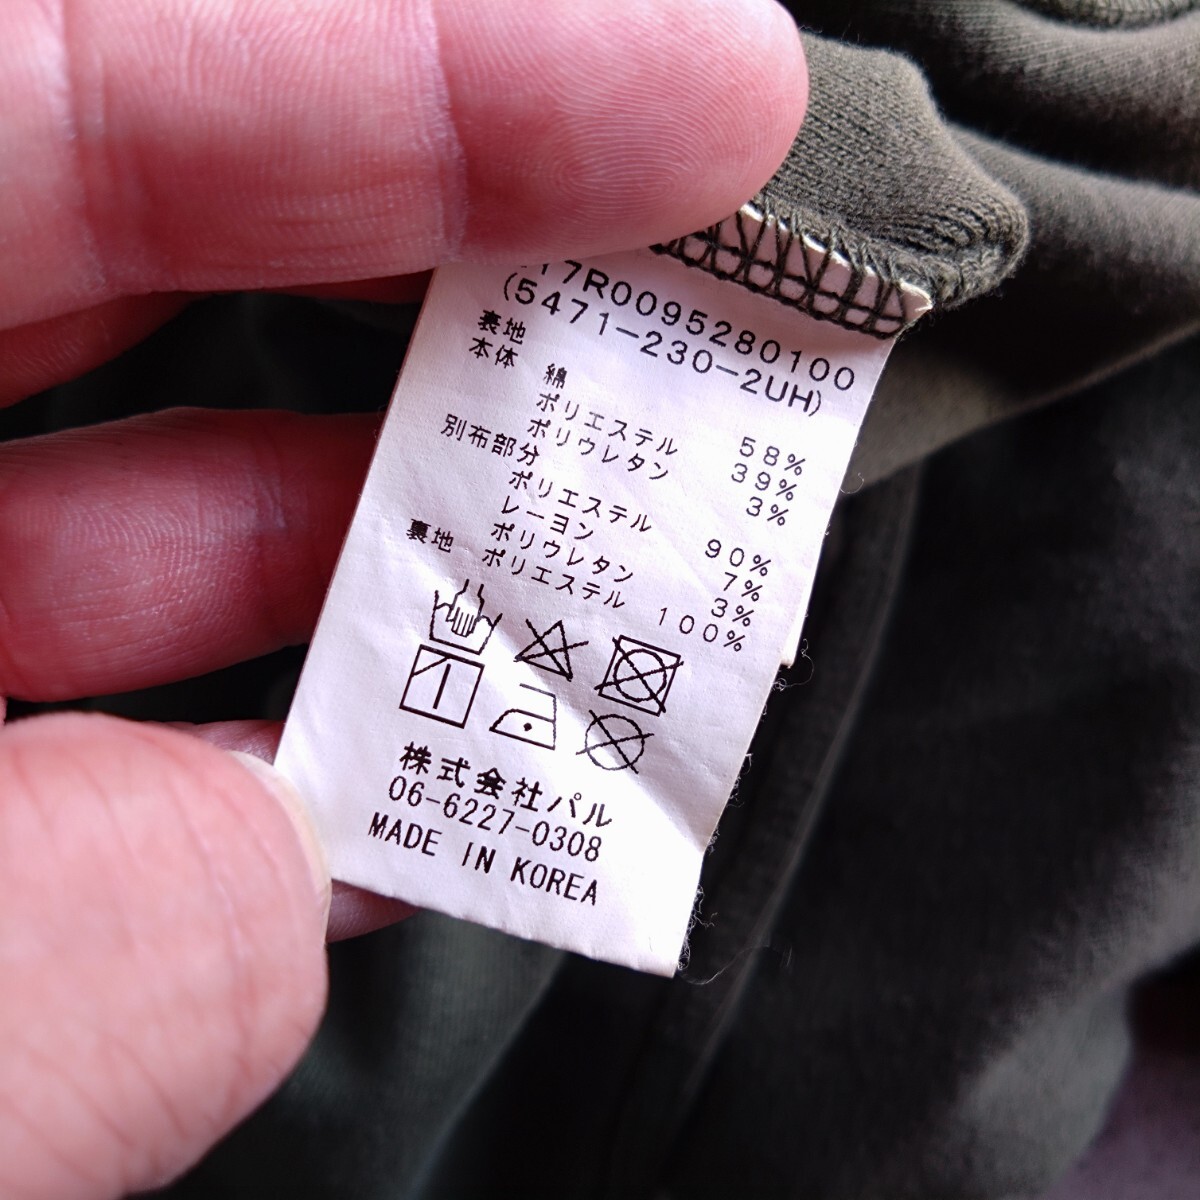 17R0095280100
(5471-230-2UH)
裏地
本体 綿 58%
ポリエステル 39%
ポリウレタン 3%
別布部分
ポリエステル 90%
レーヨン 7%
ポリウレタン 3%
裏地 ポリエステル 100%
株式会社パル
06-6227-0308
MADE IN KOREA